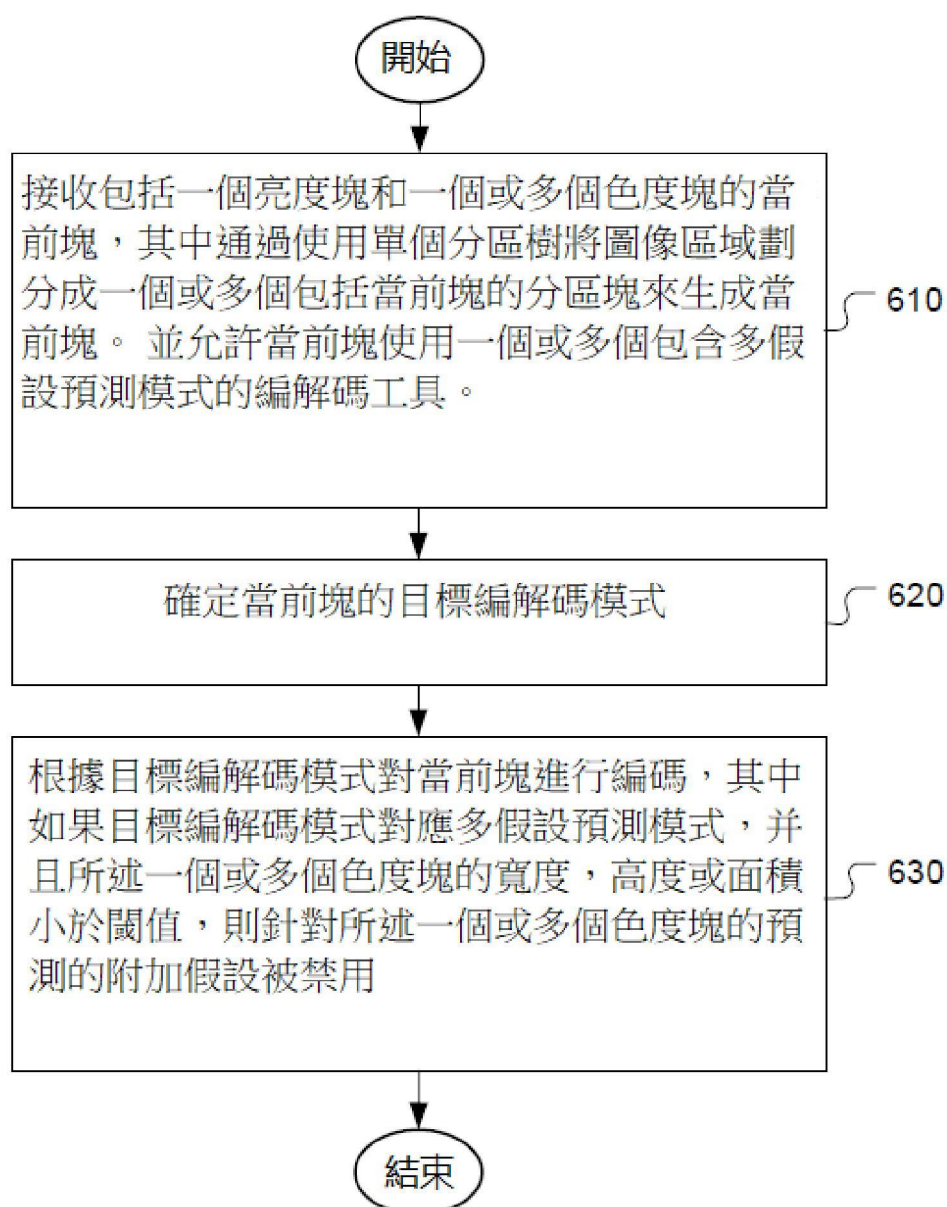 開始
接收包括一個亮度塊和一個或多個色度塊的當
前塊，其中通過使用單個分區樹將圖像區域劃
分成一個或多個包括當前塊的分區塊來生成當
前塊。 並允許當前塊使用一個或多個包含多假
設預測模式的編解碼工具。
610
確定當前塊的目標編解碼模式
620
根據目標編解碼模式對當前塊進行編碼，其中
如果目標編解碼模式對應多假設預測模式，并
且所述一個或多個色度塊的寬度，高度或面積
小於閾值，則針對所述一個或多個色度塊的預
測的附加假設被禁用
630
結束